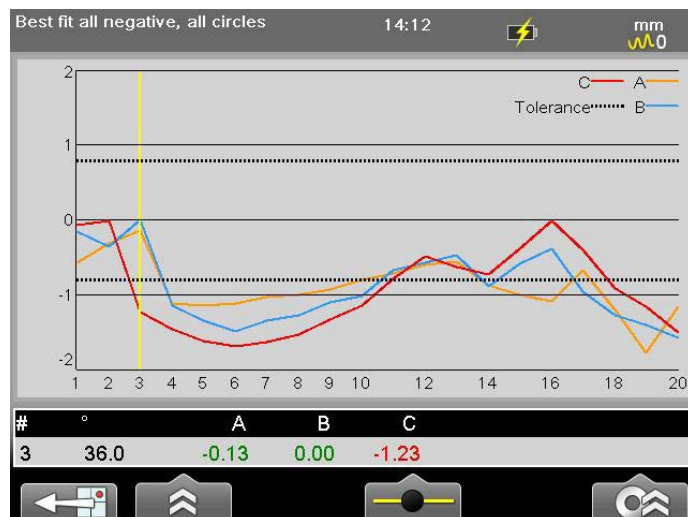 Best fit all negative, all circles 14:12 mm
0
2
C A
Tolerance B
1
0
-1
-2
1 2 3 4 5 6 7 8 9 10 12 14 16 18 20
# ° A B C
3 36.0 -0.13 0.00 -1.23